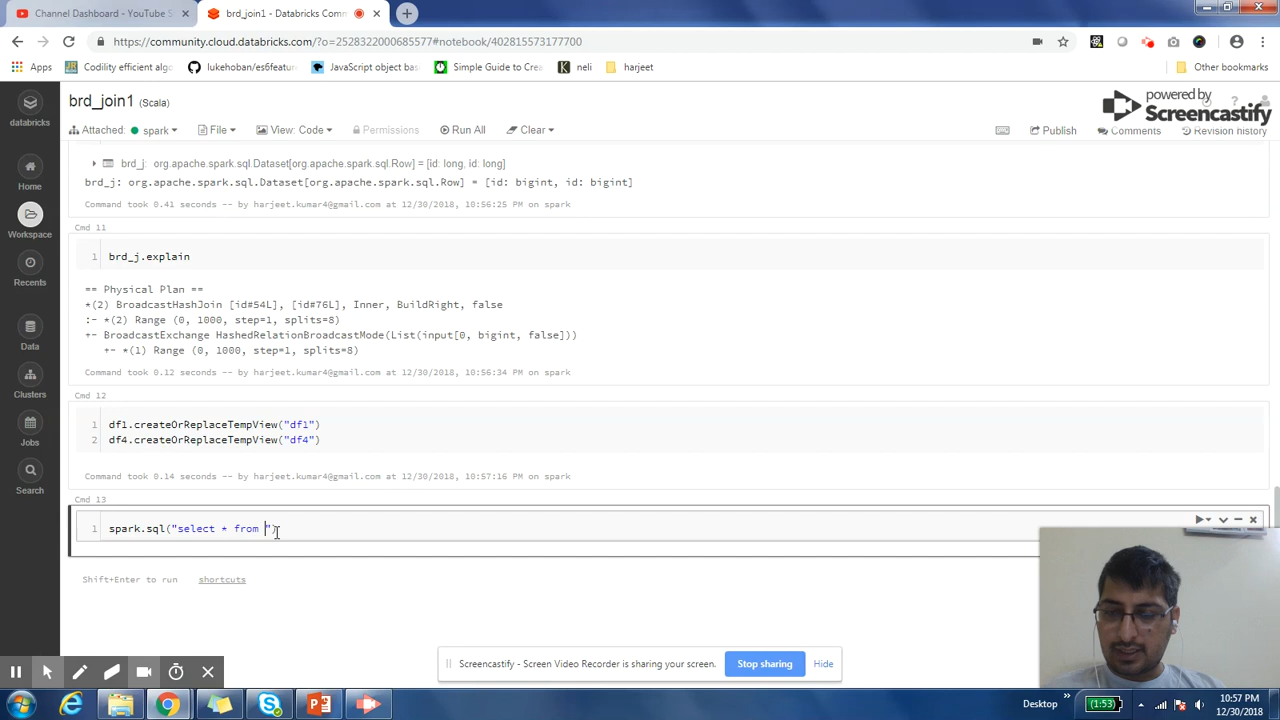 Channel Dashboard - YouTube S
brd_join1 - Databricks Com
https://community.cloud.databricks.com/?o=2528322000685577#notebook/402815573177700
Apps
Codility efficient alg
lukehoban/es6featur
JavaScript object bas
Simple Guide to Cre
neli
harjeet
Other bookmarks
brd_join1 (Scala)
powered by
Screencastify
databricks
Attached: spark
File
View: Code
Permissions
Run All
Clear
Publish
Comments
Revision history
Home
Workspace
Recents
Data
Clusters
Jobs
Search
brd_j: org.apache.spark.sql.Dataset[org.apache.spark.sql.Row] = [id: long, id: long]
brd_j: org.apache.spark.sql.Dataset[org.apache.spark.sql.Row] = [id: bigint, id: bigint]
Command took 0.41 seconds -- by harjeet.kumar4@gmail.com at 12/30/2018, 10:56:25 PM on spark
Cmd 11
1 brd_j.explain
== Physical Plan ==
*(2) BroadcastHashJoin [id#54L], [id#76L], Inner, BuildRight, false
:- *(2) Range (0, 1000, step=1, splits=8)
+- BroadcastExchange HashedRelationBroadcastMode(List(input[0, bigint, false]))
+- *(1) Range (0, 1000, step=1, splits=8)
Command took 0.12 seconds -- by harjeet.kumar4@gmail.com at 12/30/2018, 10:56:34 PM on spark
Cmd 12
1 df1.createOrReplaceTempView("df1")
2 df4.createOrReplaceTempView("df4")
Command took 0.14 seconds -- by harjeet.kumar4@gmail.com at 12/30/2018, 10:57:16 PM on spark
Cmd 13
1 spark.sql("select * from ")
Shift+Enter to run shortcuts
Screencastify - Screen Video Recorder is sharing your screen.
Stop sharing
Hide
Desktop
(1:53)
10:57 PM
12/30/2018